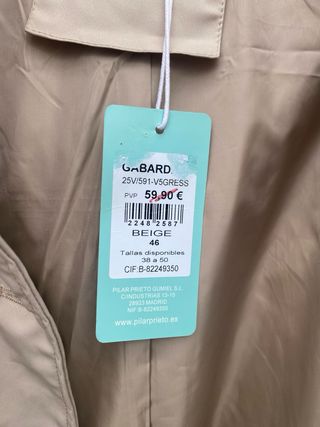 GABARD.
25V/591-V5GRESS
PVP 59,90 €
2248 2587
BEIGE
46
Tallas disponibles
38 a 50
CIF:B-82249350
PILAR PRIETO GUMIEL S.L.
C/INDUSTRIAS 13-15
28923 MADRID
NIF:B-82249350
www.pilarprieto.es